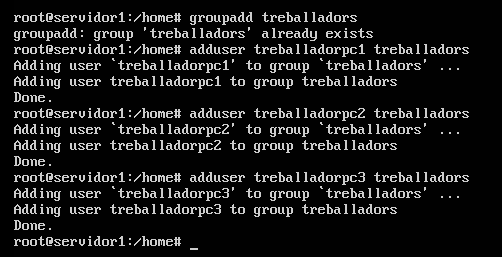 root@servidor1:/home# groupadd treballadors
groupadd: group 'treballadors' already exists
root@servidor1:/home# adduser treballadorpc1 treballadors
Adding user `treballadorpc1' to group `treballadors' ...
Adding user treballadorpc1 to group treballadors
Done.
root@servidor1:/home# adduser treballadorpc2 treballadors
Adding user `treballadorpc2' to group `treballadors' ...
Adding user treballadorpc2 to group treballadors
Done.
root@servidor1:/home# adduser treballadorpc3 treballadors
Adding user `treballadorpc3' to group `treballadors' ...
Adding user treballadorpc3 to group treballadors
Done.
root@servidor1:/home# _